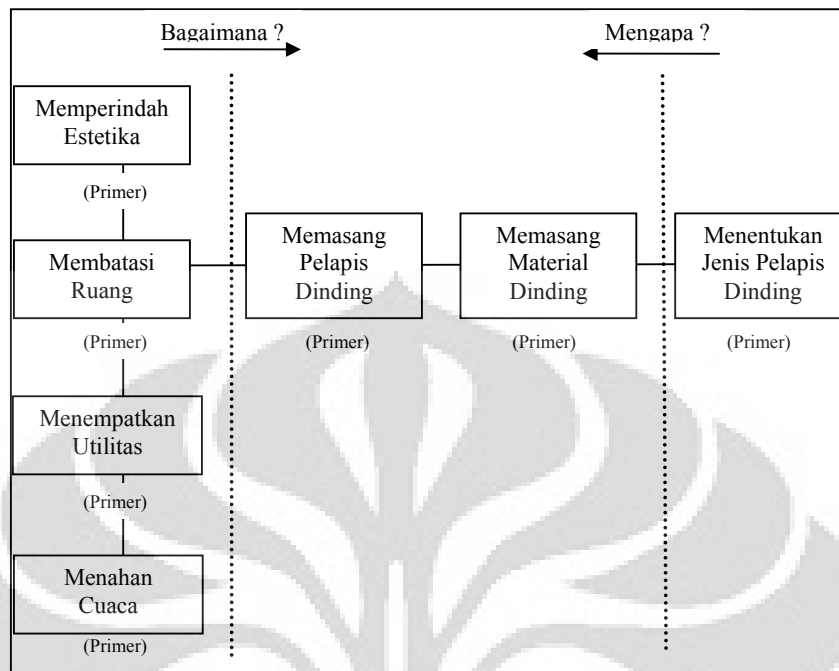 Bagaimana ?
Mengapa ?
Memperindah
Estetika
(Primer)
Membatasi
Ruang
(Primer)
Memasang
Pelapis
Dinding
(Primer)
Memasang
Material
Dinding
(Primer)
Menentukan
Jenis Pelapis
Dinding
(Primer)
Menempatkan
Utilitas
(Primer)
Menahan
Cuaca
(Primer)